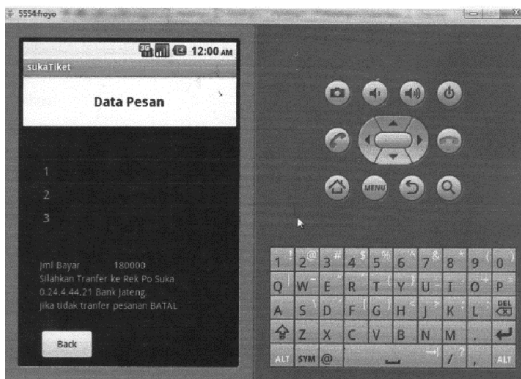 5554:froyo
3G 12:00 AM
sukaTiket
Data Pesan
1
2
3
jml Bayar 180000
Silahkan Tranfer ke Rek Po Suka
0.24.4.44.21 Bank Jateng
jika tidak tranfer pesanan BATAL
Back
MENU
1 2 3 4 5 6 7 8 9 0
Q W E R T Y U I O P
A S D F G H J K L DEL
Z X C V B N M .
ALT SYM @ / , ALT